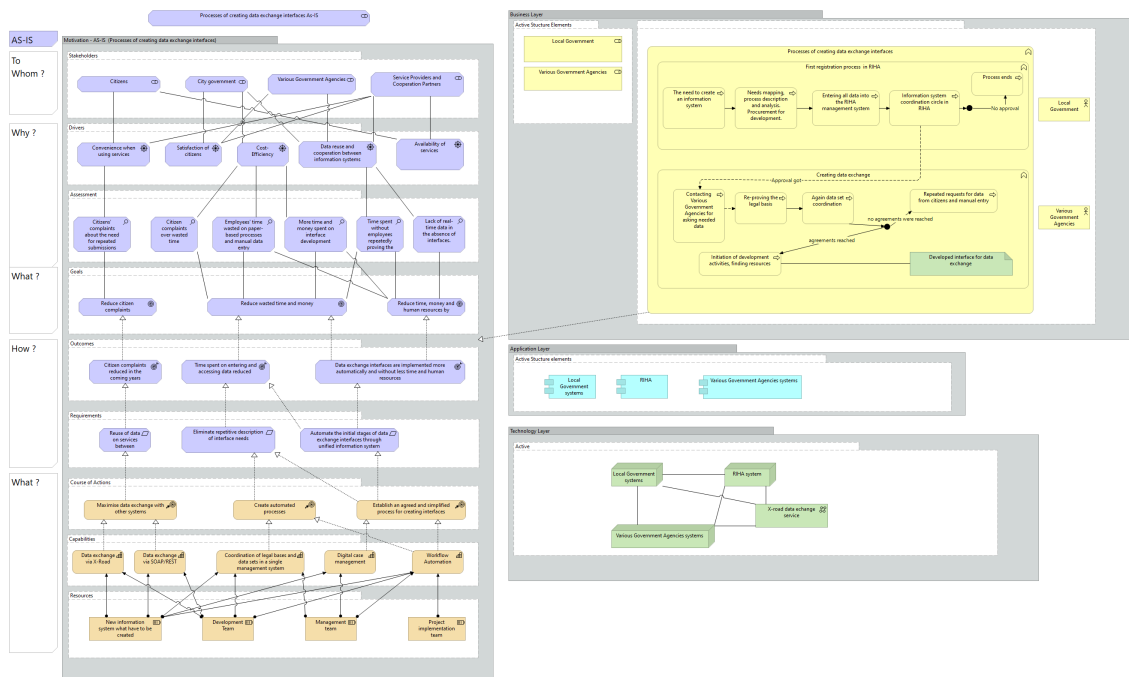 Processes of creating data exchange interfaces As-IS
AS-IS
To
Whom ?
Why ?
What ?
How ?
What ?
Motivation - AS-IS (Processes of creating data exchange interfaces)
Stakeholders
Citizens
City government
Various Government Agencies
Service Providers and
Cooperation Partners
Drivers
Convenience when
using services
Satisfaction of
citizens
Cost-
Efficiency
Data reuse and
cooperation between
information systems
Availability of
services
Assessment
Citizens'
complaints
about the need
for repeated
submissions
Citizen
complaints
over wasted
time
Employees' time
wasted on paper-
based processes
and manual data
entry
More time and
money spent on
interface
development
Time spent
without
employees
repeatedly
proving the
Lack of real-
time data in
the absence of
interfaces.
Goals
Reduce citizen
complaints
Reduce wasted time and money
Reduce time, money and
human resources by
Outcomes
Citizen complaints
reduced in the
coming years
Time spent on entering and
accessing data reduced
Data exchange interfaces are implemented more
automatically and without less time and human
resources
Requirements
Reuse of data
on services
between
Eliminate repetitive description
of interface needs
Automate the initial stages of data
exchange interfaces through
unified information system
Course of Actions
Maximise data exchange with
other systems
Create automated
processes
Establish an agreed and simplified
process for creating interfaces
Capabilities
Data exchange
via X-Road
Data exchange
via SOAP/REST
Coordination of legal bases and
data sets in a single
management system
Digital case
management
Workflow
Automation
Resources
New information
system what have to be
created
Development
Team
Management
team
Project
implementation
team
Business Layer
Active Structure Elements
Local Government
Various Government Agencies
Processes of creating data exchange interfaces
First registration process in RIHA
Process ends
The need to create
an information
system
Needs mapping,
process decription
and analysis.
Procurement for
development.
Entering all data into
the RIHA
management system
Information system
coordination circle in
RIHA
No approval
Local
Government
Creating data exchange
Approval got
Contacting
Various
Government
Agencies for
asking needed
data
Re-proving the
legal basis
Again data set
coordination
Repeated requests for data
from citizens and manual entry
no agreements were reached
agreements reached
Initiation of development
activities, finding resources
Developed interface for data
exchange
Various
Government
Agencies
Application Layer
Active Stucture elements
Local
Government
systems
RIHA
Various Government Agencies systems
Technology Layer
Active
Local Government
systems
RIHA system
X-road data exhange
service
Various Government Agencies systems